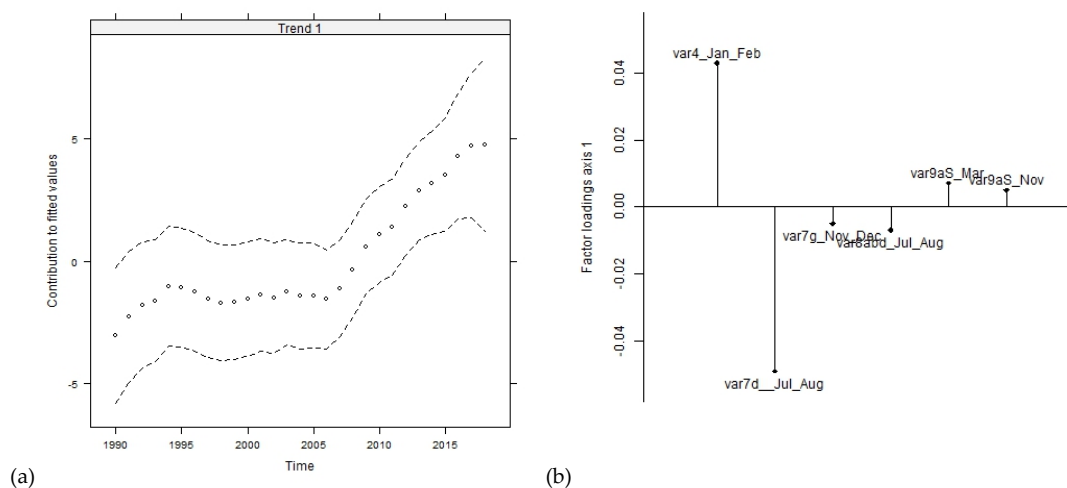 Trend 1
Contribution to fitted values
5
0
-5
1990 1995 2000 2005 2010 2015
Time
(a)
Factor loadings axis 1
0.04
0.02
0.00
-0.02
-0.04
var4_Jan_Feb
var7d__Jul_Aug
var7g_Nov_Dec
var8abd_Jul_Aug
var9aS_Mar
var9aS_Nov
(b)